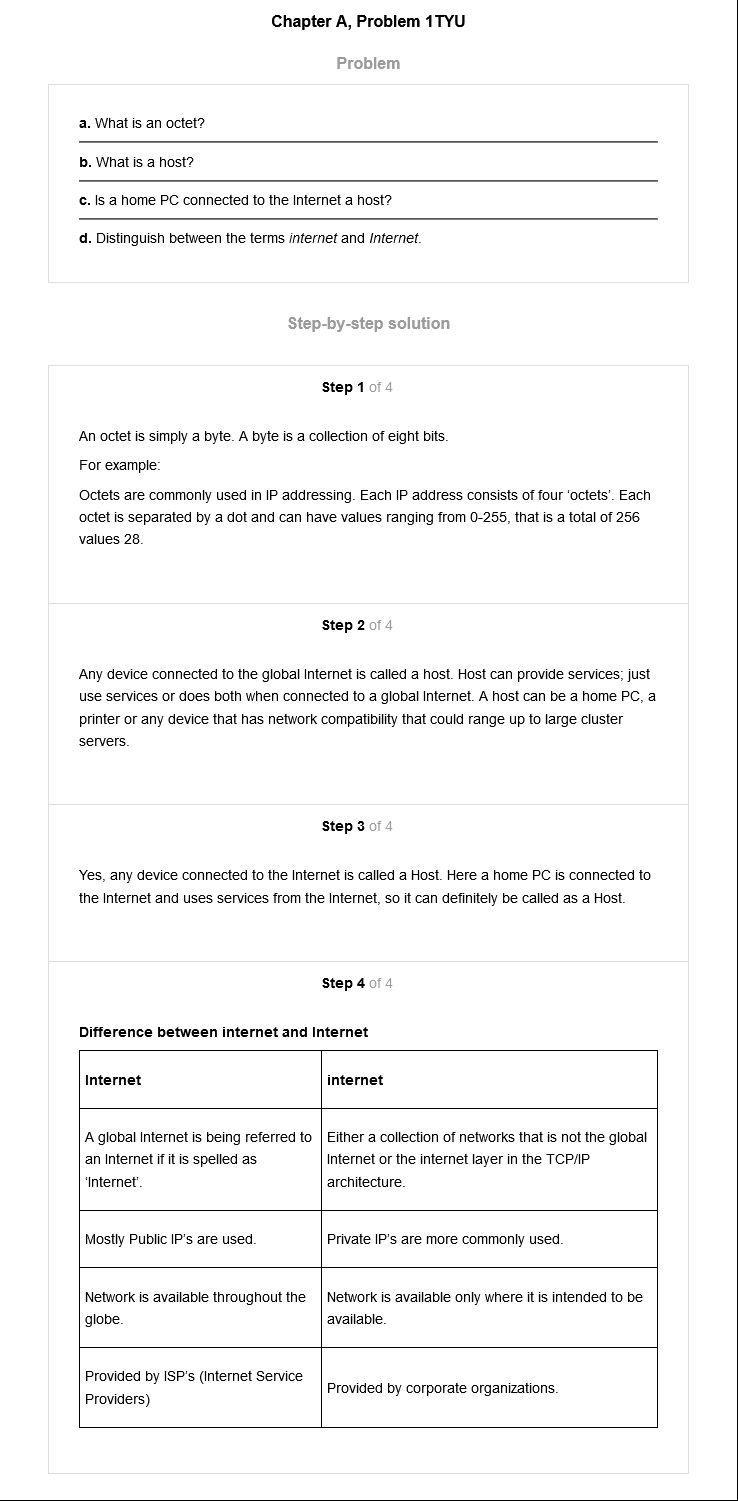 Chapter A, Problem 1TYU
Problem
a. What is an octet?
b. What is a host?
c. Is a home PC connected to the Internet a host?
d. Distinguish between the terms internet and Internet.
Step-by-step solution
Step 1 of 4
An octet is simply a byte. A byte is a collection of eight bits.
For example:
Octets are commonly used in IP addressing. Each IP address consists of four ‘octets’. Each
octet is separated by a dot and can have values ranging from 0-255, that is a total of 256
values 28.
Step 2 of 4
Any device connected to the global Internet is called a host. Host can provide services; just
use services or does both when connected to a global Internet. A host can be a home PC, a
printer or any device that has network compatibility that could range up to large cluster
servers.
Step 3 of 4
Yes, any device connected to the Internet is called a Host. Here a home PC is connected to
the Internet and uses services from the Internet, so it can definitely be called as a Host.
Step 4 of 4
Difference between internet and Internet
Internet
internet
A global Internet is being referred to
an Internet if it is spelled as
‘Internet’.
Either a collection of networks that is not the global
Internet or the internet layer in the TCP/IP
architecture.
Mostly Public IP’s are used.
Private IP’s are more commonly used.
Network is available throughout the
globe.
Network is available only where it is intended to be
available.
Provided by ISP’s (Internet Service
Providers)
Provided by corporate organizations.